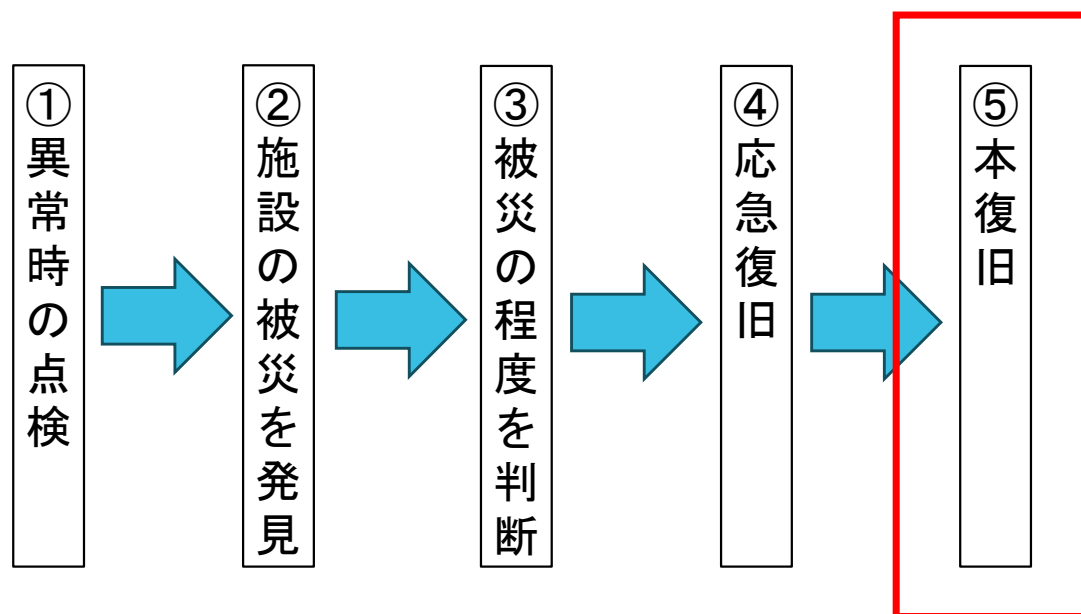 ①異常時の点検
②施設の被災を発見
③被災の程度を判断
④応急復旧
⑤本復旧